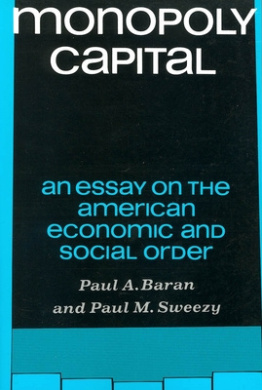 monopoly
capital
an essay on the
american
economic and
social order
Paul A. Baran
and Paul M. Sweezy